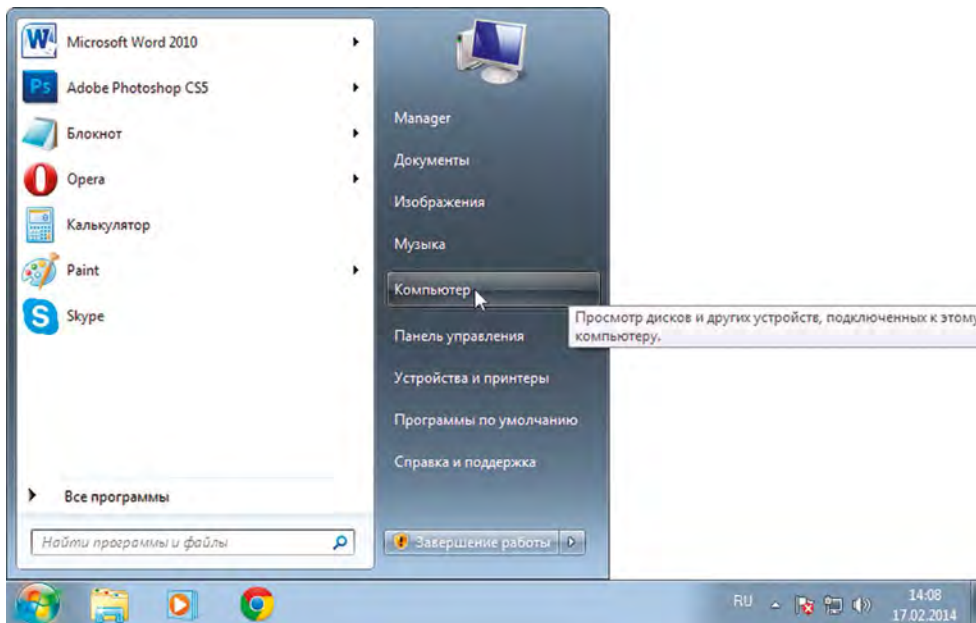 Microsoft Word 2010
Adobe Photoshop CS5
Блокнот
Opera
Калькулятор
Paint
Skype
Все программы
Найти программы и файлы
Manager
Документы
Изображения
Музыка
Компьютер
Просмотр дисков и других устройств, подключенных к этому
компьютеру.
Панель управления
Устройства и принтеры
Программы по умолчанию
Справка и поддержка
Завершение работы
RU
14:08
17.02.2014